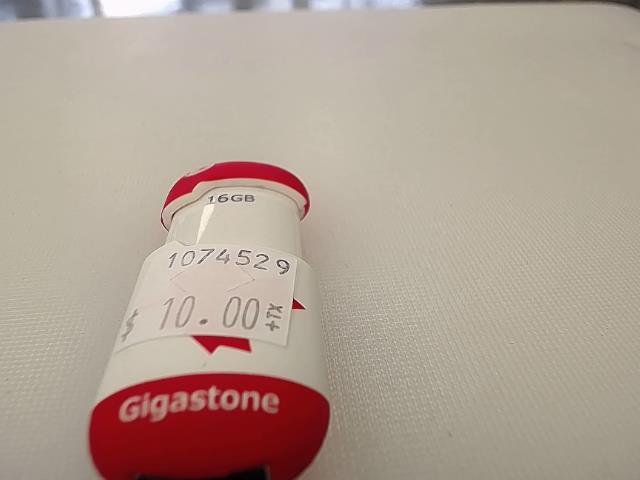 16GB
1074529
$ 10.00 +TX
Gigastone